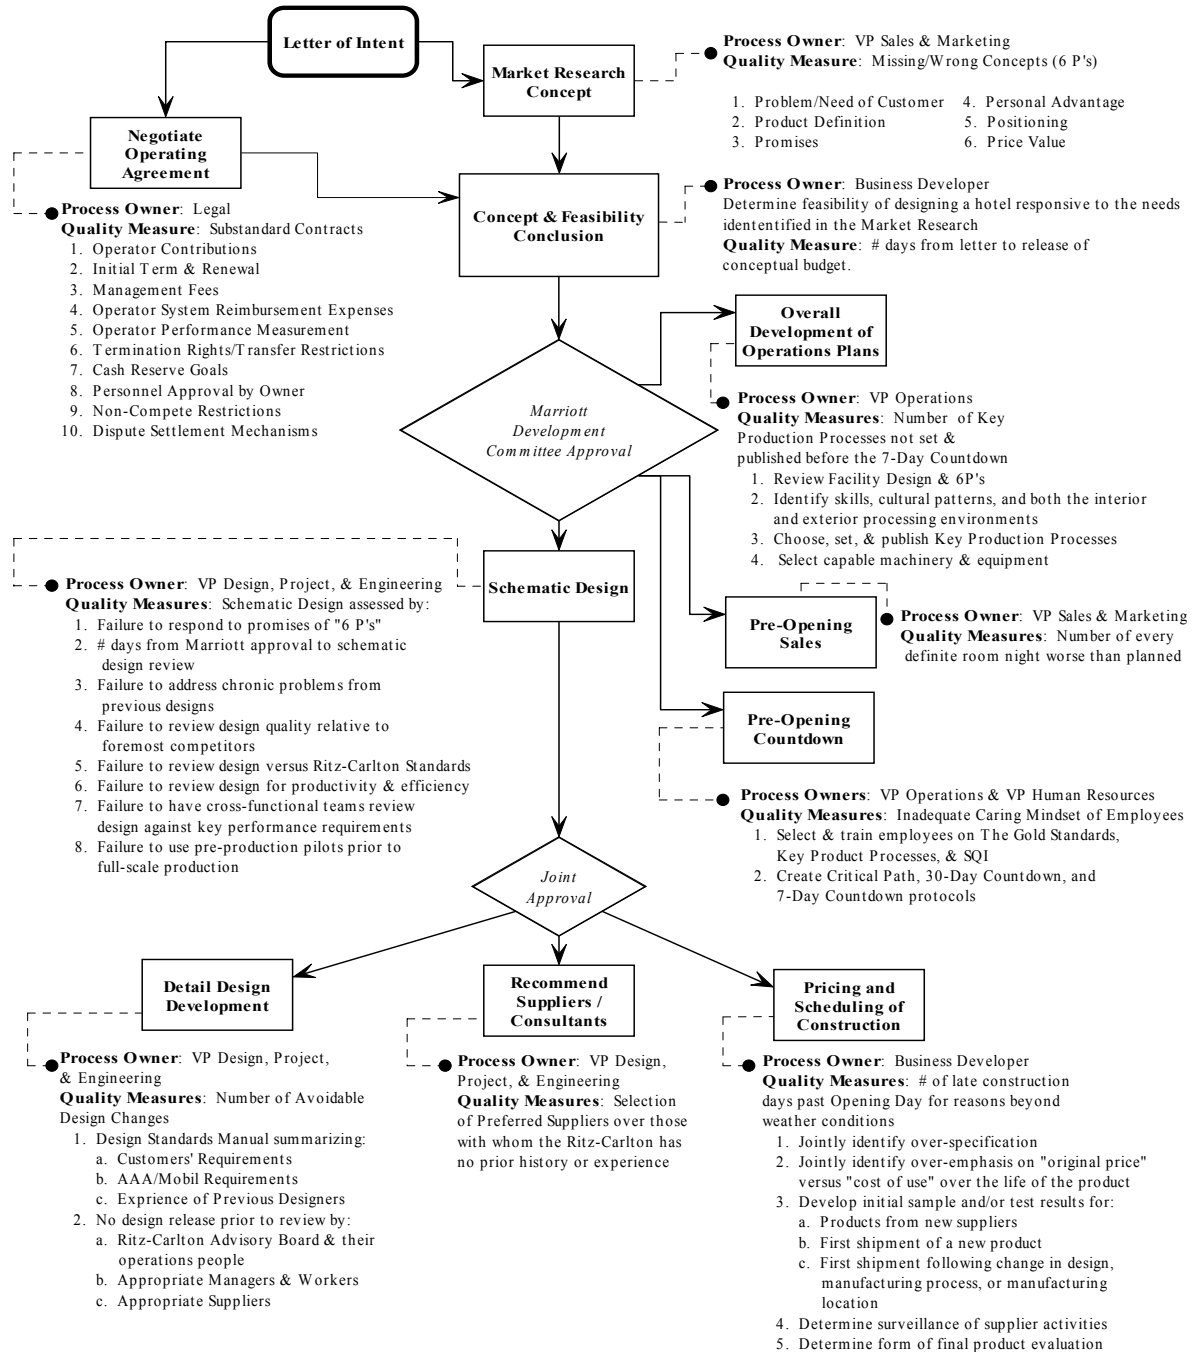 Letter of Intent
Market Research
Concept
Process Owner: VP Sales & Marketing
Quality Measure: Missing/Wrong Concepts (6 P's)
1. Problem/Need of Customer 4. Personal Advantage
2. Product Definition 5. Positioning
3. Promises 6. Price Value
Negotiate
Operating
Agreement
Process Owner: Legal
Quality Measure: Substandard Contracts
1. Operator Contributions
2. Initial Term & Renewal
3. Management Fees
4. Operator System Reimbursement Expenses
5. Operator Performance Measurement
6. Termination Rights/Transfer Restrictions
7. Cash Reserve Goals
8. Personnel Approval by Owner
9. Non-Compete Restrictions
10. Dispute Settlement Mechanisms
Concept & Feasibility
Conclusion
Process Owner: Business Developer
Determine feasibility of designing a hotel responsive to the needs
idententified in the Market Research
Quality Measure: # days from letter to release of
conceptual budget.
Marriott
Development
Committee Approval
Overall
Development of
Operations Plans
Process Owner: VP Operations
Quality Measures: Number of Key
Production Processes not set &
published before the 7-Day Countdown
1. Review Facility Design & 6P's
2. Identify skills, cultural patterns, and both the interior
and exterior processing environments
3. Choose, set, & publish Key Production Processes
4. Select capable machinery & equipment
Schematic Design
Process Owner: VP Design, Project, & Engineering
Quality Measures: Schematic Design assessed by:
1. Failure to respond to promises of "6 P's"
2. # days from Marriott approval to schematic
design review
3. Failure to address chronic problems from
previous designs
4. Failure to review design quality relative to
foremost competitors
5. Failure to review design versus Ritz-Carlton Standards
6. Failure to review design for productivity & efficiency
7. Failure to have cross-functional teams review
design against key performance requirements
8. Failure to use pre-production pilots prior to
full-scale production
Pre-Opening
Sales
Process Owner: VP Sales & Marketing
Quality Measures: Number of every
definite room night worse than planned
Pre-Opening
Countdown
Process Owners: VP Operations & VP Human Resources
Quality Measures: Inadequate Caring Mindset of Employees
1. Select & train employees on The Gold Standards,
Key Product Processes, & SQI
2. Create Critical Path, 30-Day Countdown, and
7-Day Countdown protocols
Joint
Approval
Detail Design
Development
Process Owner: VP Design, Project,
& Engineering
Quality Measures: Number of Avoidable
Design Changes
1. Design Standards Manual summarizing:
a. Customers' Requirements
b. AAA/Mobil Requirements
c. Exprience of Previous Designers
2. No design release prior to review by:
a. Ritz-Carlton Advisory Board & their
operations people
b. Appropriate Managers & Workers
c. Appropriate Suppliers
Recommend
Suppliers /
Consultants
Process Owner: VP Design,
Project, & Engineering
Quality Measures: Selection
of Preferred Suppliers over those
with whom the Ritz-Carlton has
no prior history or experience
Pricing and
Scheduling of
Construction
Process Owner: Business Developer
Quality Measures: # of late construction
days past Opening Day for reasons beyond
weather conditions
1. Jointly identify over-specification
2. Jointly identify over-emphasis on "original price"
versus "cost of use" over the life of the product
3. Develop initial sample and/or test results for:
a. Products from new suppliers
b. First shipment of a new product
c. First shipment following change in design,
manufacturing process, or manufacturing
location
4. Determine surveillance of supplier activities
5. Determine form of final product evaluation